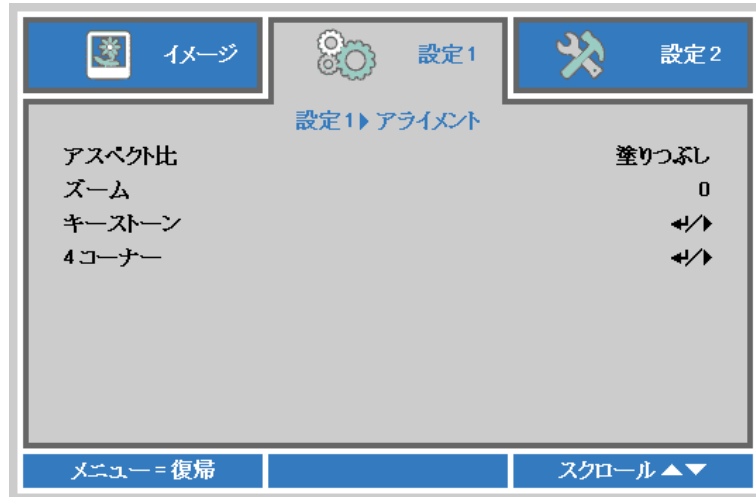 イメージ
設定1
設定2
設定1▶アライメント
アスペクト比 塗りつぶし
ズーム 0
キーストーン ↵/▶
4コーナー ↵/▶
メニュー=復帰 スクロール▲▼